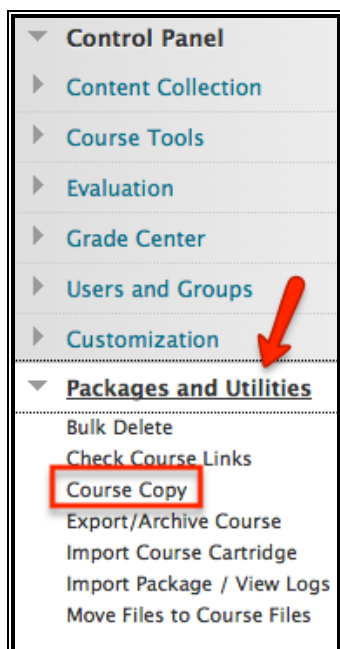 Control Panel
Content Collection
Course Tools
Evaluation
Grade Center
Users and Groups
Customization
Packages and Utilities
Bulk Delete
Check Course Links
Course Copy
Export/Archive Course
Import Course Cartridge
Import Package / View Logs
Move Files to Course Files